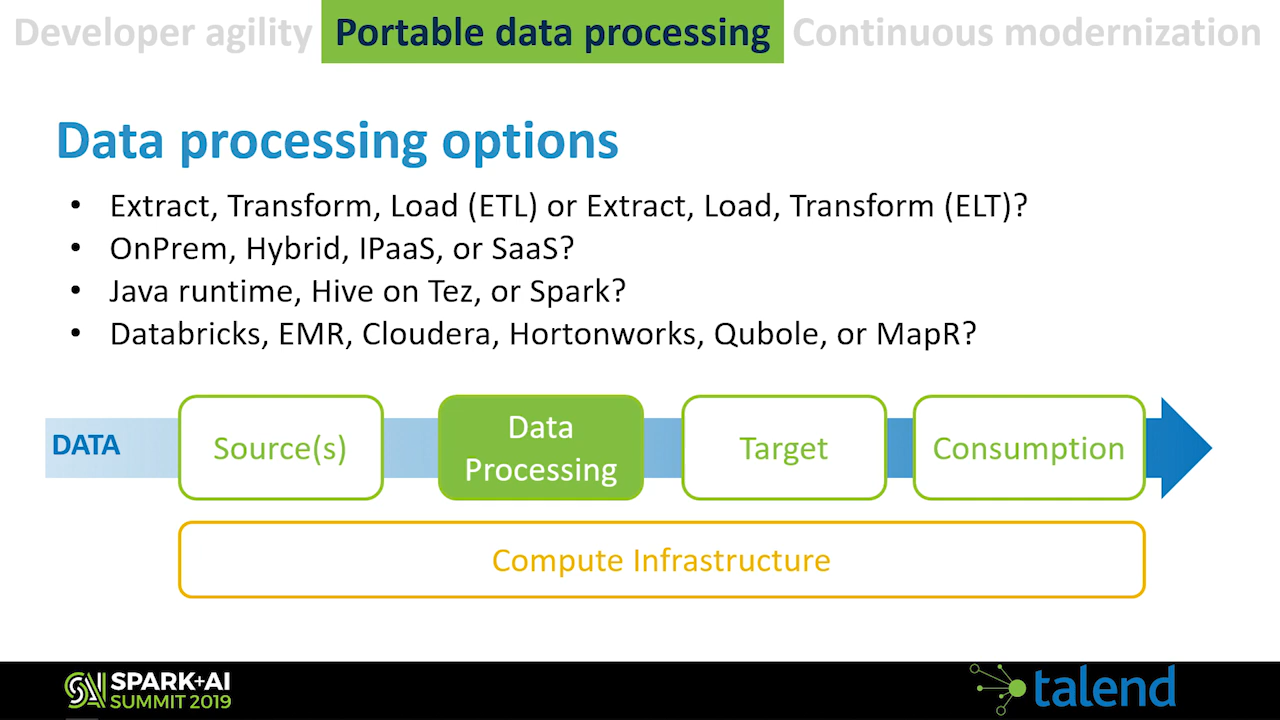 Developer agility Portable data processing Continuous modernization
Data processing options
• Extract, Transform, Load (ETL) or Extract, Load, Transform (ELT)?
• OnPrem, Hybrid, IPaaS, or SaaS?
• Java runtime, Hive on Tez, or Spark?
• Databricks, EMR, Cloudera, Hortonworks, Qubole, or MapR?
DATA
Source(s)
Data
Processing
Target
Consumption
Compute Infrastructure
SPARK+AI
SUMMIT 2019
talend